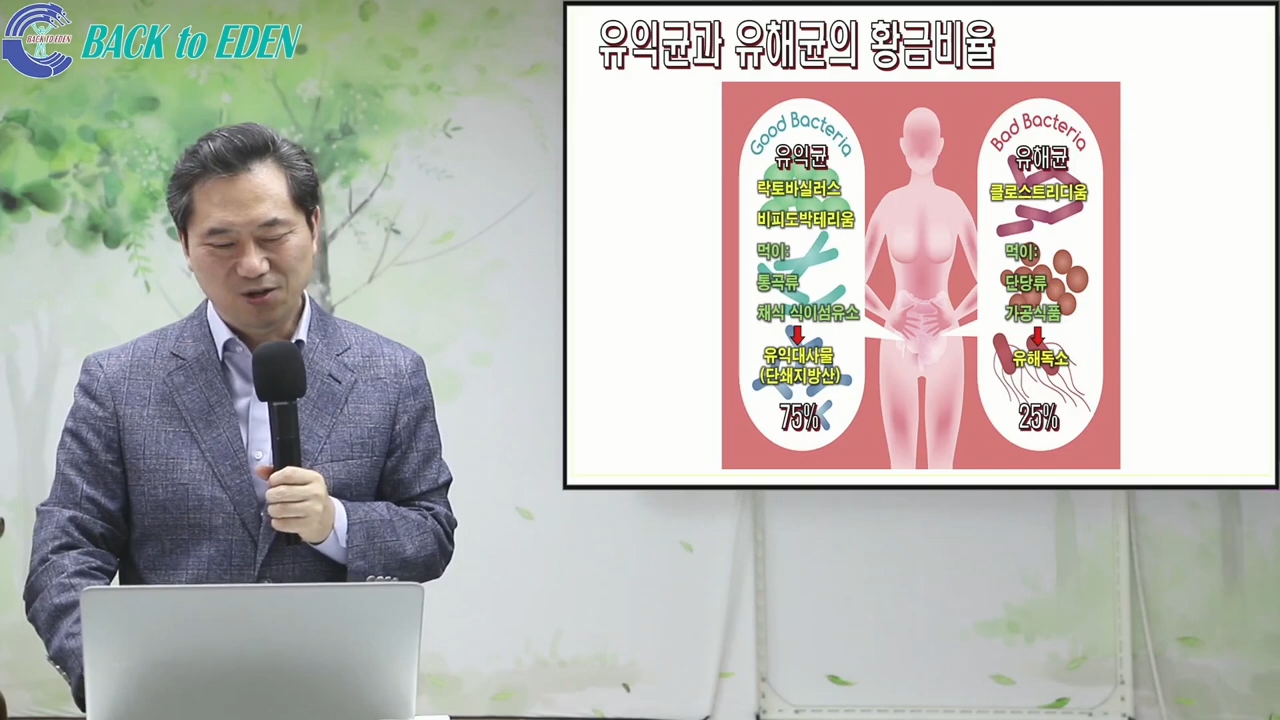 BACK TO EDEN
BACK to EDEN
유익균과 유해균의 황금비율
Good Bacteria
유익균
락토바실러스
비피도박테리움
먹이:
통곡류
채식 식이섬유소
유익대사물
(단쇄지방산)
75%
Bad Bacteria
유해균
클로스트리디움
먹이:
단당류
가공식품
유해독소
25%